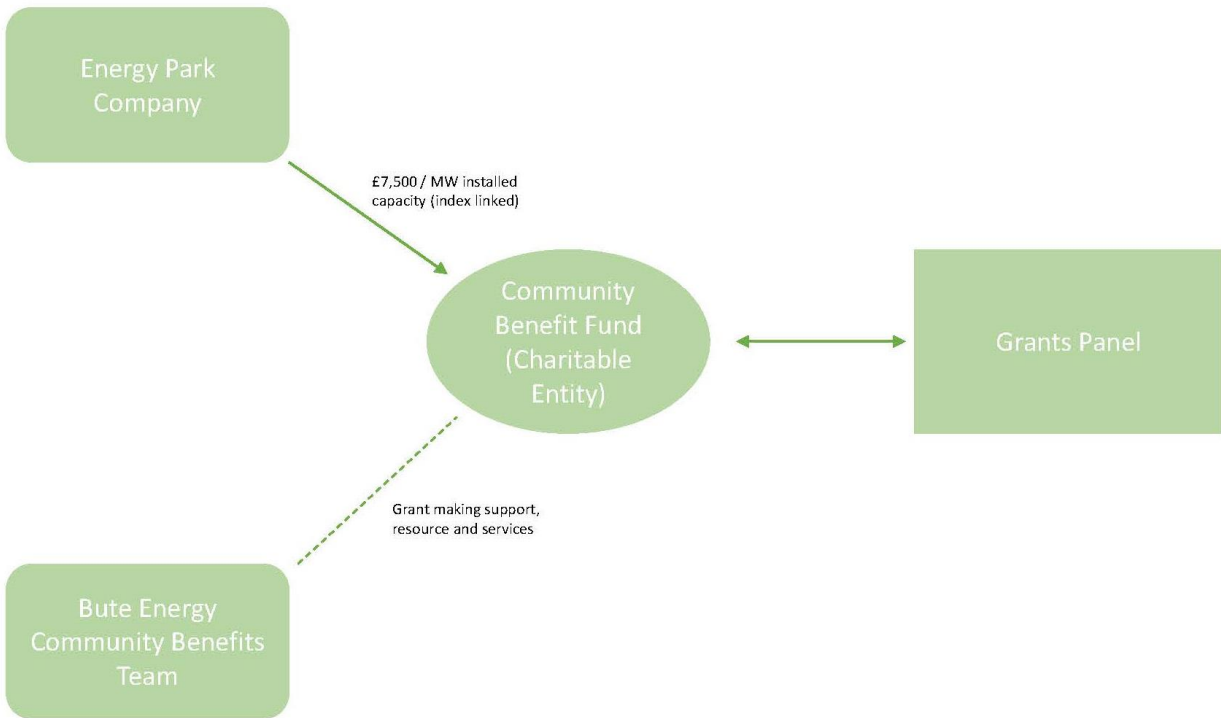 Energy Park
Company
£7,500 / MW installed
capacity (index linked)
Community
Benefit Fund
(Charitable
Entity)
Grants Panel
Grant making support,
resource and services
Bute Energy
Community Benefits
Team